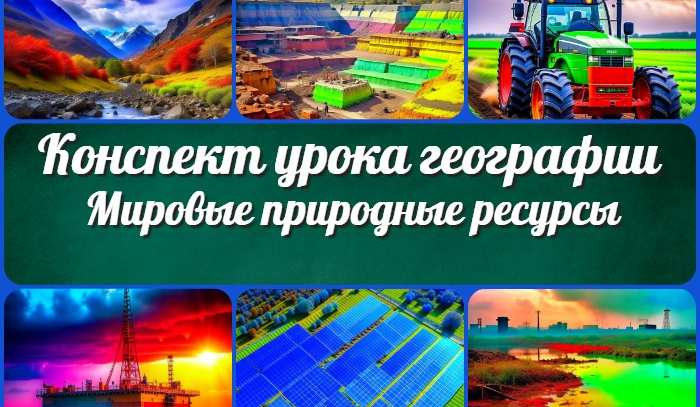 Конспект урока географии
Мировые природные ресурсы